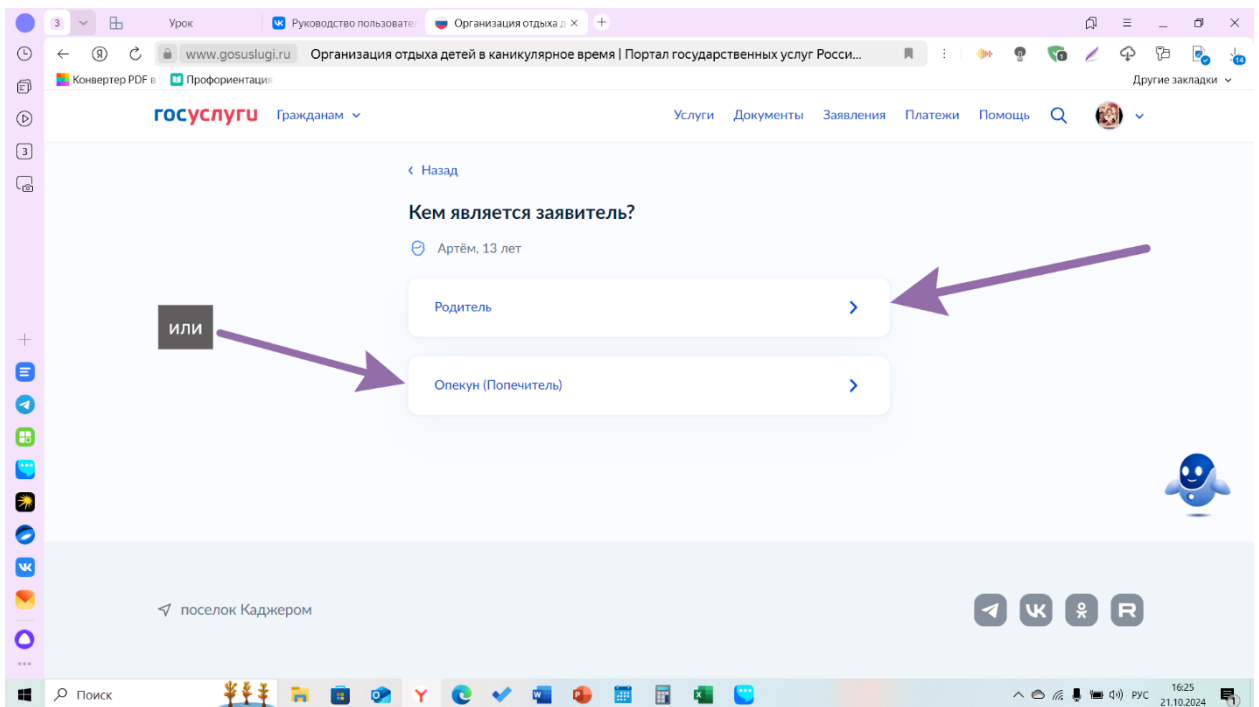 3
Урок
Руководство пользовате
Организация отдыха д
www.gosuslugi.ru Организация отдыха детей в каникулярное время | Портал государственных услуг Росси...
Конвертер PDF в
Профориентация
Другие закладки
3
госуслуги
Гражданам
Услуги Документы Заявления Платежи Помощь
Назад
Кем является заявитель?
Артём, 13 лет
Родитель
или
Опекун (Попечитель)
поселок Каджером
Поиск
РУС
16:25
21.10.2024